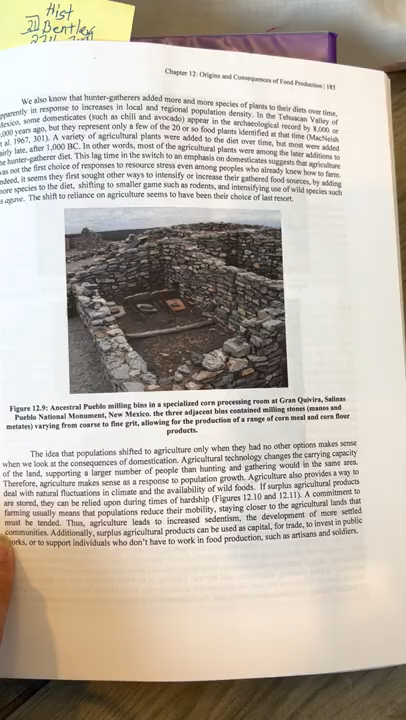 Hist
Bentley
Chapter 12: Origins and Consequences of Food Production | 185
We also know that hunter-gatherers added more and more species of plants to their diets over time,
pparently in response to increases in local and regional population density. In the Tehuacan Valley of
Mexico, some domesticates (such as chili and avocado) appear in the archaeological record by 8,000 or
,000 years ago, but they represent only a few of the 20 or so food plants identified at that time (MacNeish
t al. 1967, 301). A variety of agricultural plants were added to the diet over time, but most were added
airly late, after 1,000 BC. In other words, most of the agricultural plants were among the later additions to
he hunter-gatherer diet. This lag time in the switch to an emphasis on domesticates suggests that agriculture
as not the first choice of responses to resource stress even among peoples who already knew how to farm.
ndeed, it seems they first sought other ways to intensify or increase their gathered food sources, by adding
more species to the diet, shifting to smaller game such as rodents, and intensifying use of wild species such
s agave. The shift to reliance on agriculture seems to have been their choice of last resort.
Figure 12.9: Ancestral Pueblo milling bins in a specialized corn processing room at Gran Quivira, Salinas
Pueblo National Monument, New Mexico. the three adjacent bins contained milling stones (manos and
metates) varying from coarse to fine grit, allowing for the production of a range of corn meal and corn flour
products.
The idea that populations shifted to agriculture only when they had no other options makes sense
when we look at the consequences of domestication. Agricultural technology changes the carrying capacity
of the land, supporting a larger number of people than hunting and gathering would in the same area.
Therefore, agriculture makes sense as a response to population growth. Agriculture also provides a way to
deal with natural fluctuations in climate and the availability of wild foods. If surplus agricultural products
are stored, they can be relied upon during times of hardship (Figures 12.10 and 12.11). A commitment to
farming usually means that populations reduce their mobility, staying closer to the agricultural lands that
must be tended. Thus, agriculture leads to increased sedentism, the development of more settled
communities. Additionally, surplus agricultural products can be used as capital, for trade, to invest in public
orks, or to support individuals who don't have to work in food production, such as artisans and soldiers.